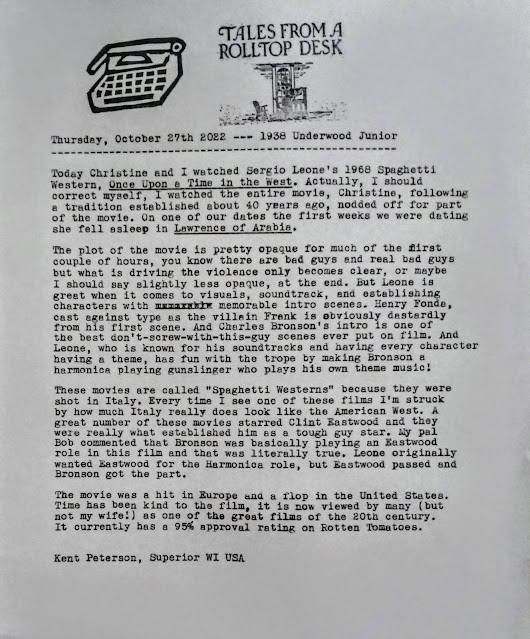 TALES FROM A
ROLLTOP DESK
Thursday, October 27th 2022 --- 1938 Underwood Junior
Today Christine and I watched Sergio Leone's 1968 Spaghetti
Western, Once Upon a Time in the West. Actually, I should
correct myself, I watched the entire movie, Christine, following
a tradition established about 40 years ago, nodded off for part
of the movie. On one of our dates the first weeks we were dating
she fell asleep in Lawrence of Arabia.
The plot of the movie is pretty opaque for much of the first
couple of hours, you know there are bad guys and real bad guys
but what is driving the violence only becomes clear, or maybe
I should say slightly less opaque, at the end. But Leone is
great when it comes to visuals, soundtrack, and establishing
characters with memorable intro scenes. Henry Fonda,
cast against type as the villain Frank is obviously dastardly
from his first scene. And Charles Bronson's intro is one of
the best don't-screw-with-this-guy scenes ever put on film. And
Leone, who is known for his soundtracks and having every character
having a theme, has fun with the trope by making Bronson a
harmonica playing gunslinger who plays his own theme music!
These movies are called "Spaghetti Westerns" because they were
shot in Italy. Every time I see one of these films I'm struck
by how much Italy really does look like the American West. A
great number of these movies starred Clint Eastwood and they
were really what established him as a tough guy star. My pal
Bob commented that Bronson was basically playing an Eastwood
role in this film and that was literally true. Leone originally
wanted Eastwood for the Harmonica role, but Eastwood passed and
Bronson got the part.
The movie was a hit in Europe and a flop in the United States.
Time has been kind to the film, it is now viewed by many (but
not my wife!) as one of the great films of the 20th century.
It currently has a 95% approval rating on Rotten Tomatoes.
Kent Peterson, Superior WI USA